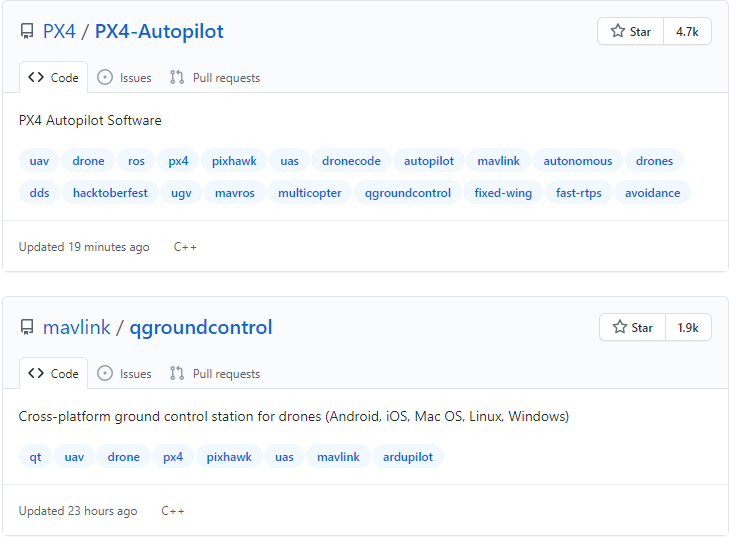 PX4 / PX4-Autopilot Star 4.7k
Code Issues Pull requests
PX4 Autopilot Software
uav drone ros px4 pixhawk uas dronecode autopilot mavlink autonomous drones
dds hacktoberfest ugv mavros multicopter qgroundcontrol fixed-wing fast-rtps avoidance
Updated 19 minutes ago C++
mavlink / qgroundcontrol Star 1.9k
Code Issues Pull requests
Cross-platform ground control station for drones (Android, iOS, Mac OS, Linux, Windows)
qt uav drone px4 pixhawk uas mavlink ardupilot
Updated 23 hours ago C++